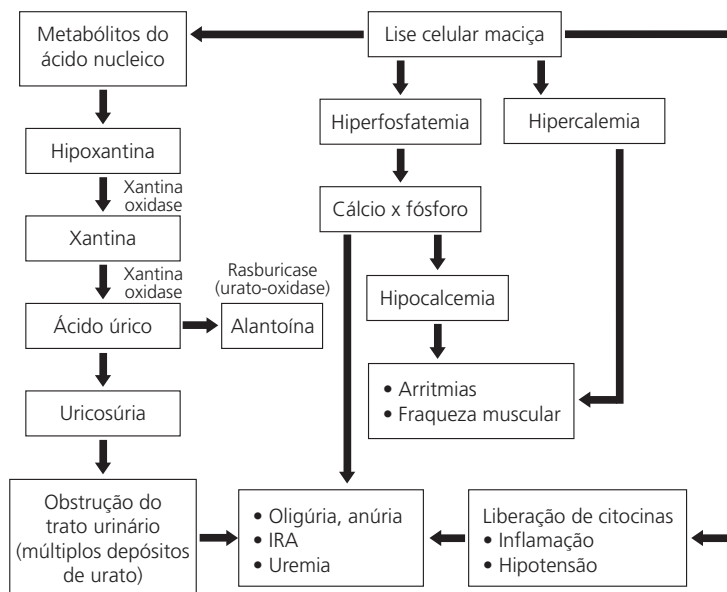 Metabólitos do
ácido nucleico
Lise celular maciça
Hiperfosfatemia
Hipercalemia
Hipoxantina
Xantina
oxidase
Cálcio x fósforo
Xantina
Xantina
oxidase
Rasburicase
(urato-oxidase)
Hipocalcemia
Ácido úrico
Alantoína
• Arritmias
• Fraqueza muscular
Uricosúria
Obstrução do
trato urinário
(múltiplos depósitos
de urato)
• Oligúria, anúria
• IRA
• Uremia
Liberação de citocinas
• Inflamação
• Hipotensão